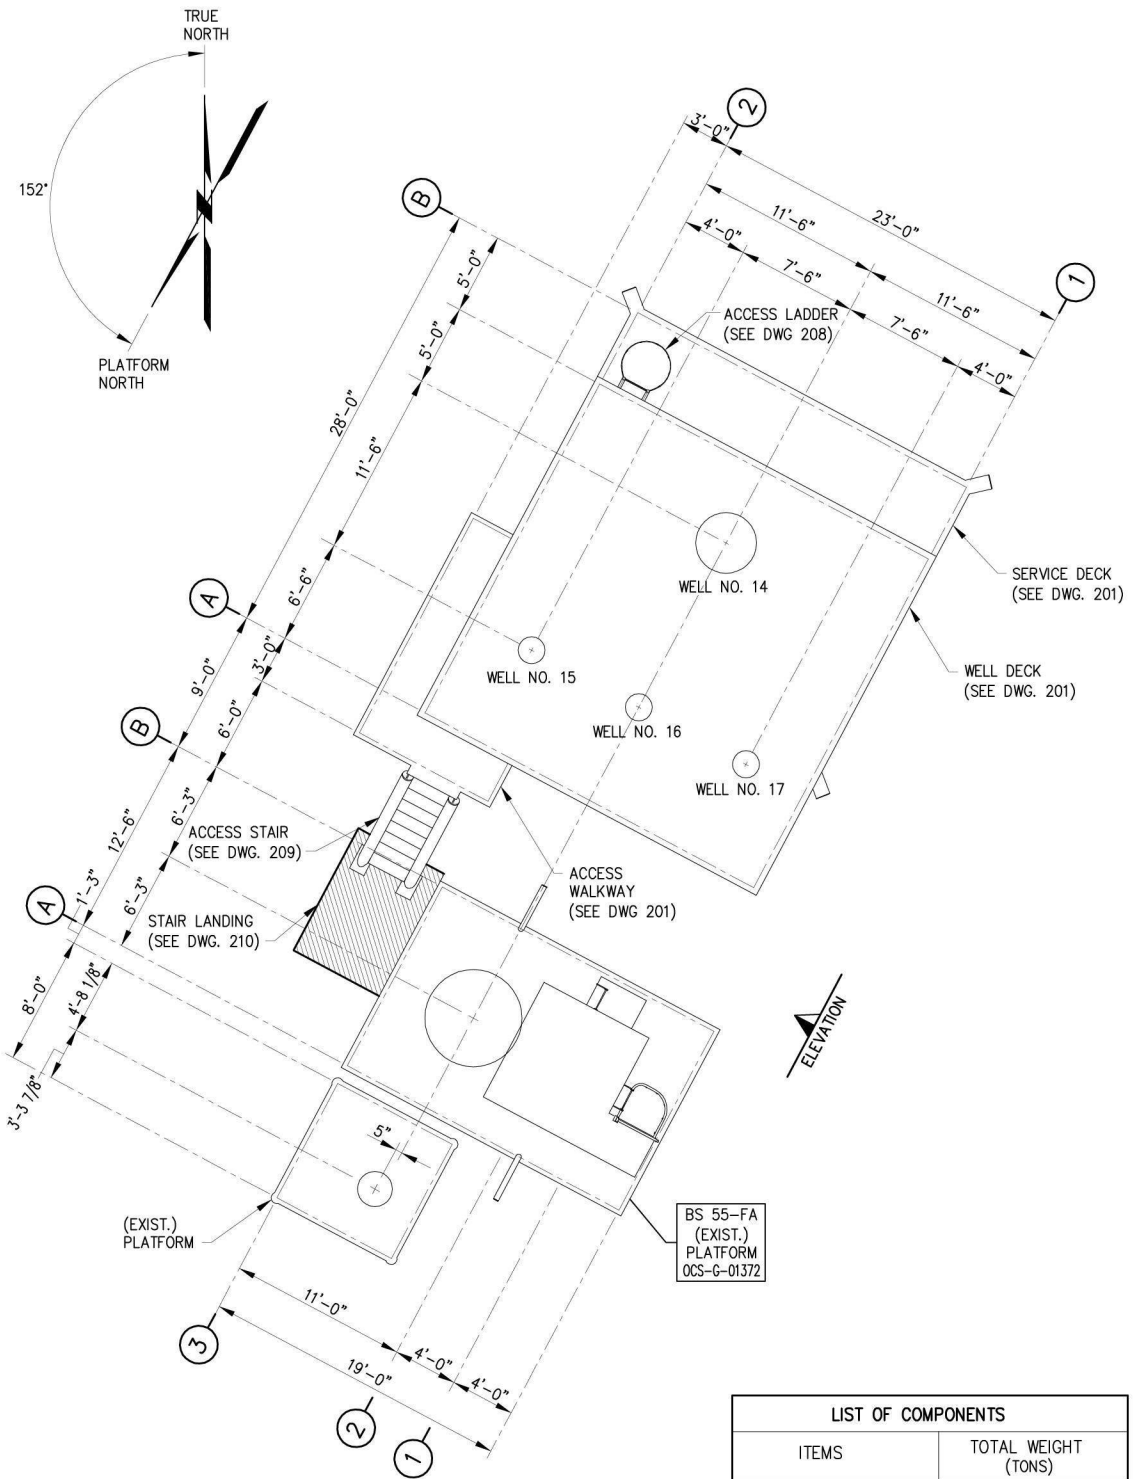 TRUE
NORTH
152°
PLATFORM
NORTH
2
3'-0"
B
11'-6"
23'-0"
4'-0"
7'-6"
5'-0"
1
11'-6"
ACCESS LADDER
(SEE DWG 208)
7'-6"
5'-0"
4'-0"
28'-0"
11'-6"
SERVICE DECK
(SEE DWG. 201)
WELL NO. 14
A
6'-6"
3'-0"
WELL NO. 15
WELL DECK
(SEE DWG. 201)
9'-0"
B
6'-0"
WELL NO. 16
WELL NO. 17
6'-3"
12'-6"
ACCESS STAIR
(SEE DWG. 209)
ACCESS
WALKWAY
(SEE DWG 201)
1'-3"
A
6'-3"
STAIR LANDING
(SEE DWG. 210)
8'-0"
4'-8 1/8"
ELEVATION
3'-3 7/8"
5"
(EXIST.)
PLATFORM
BS 55-FA
(EXIST.)
PLATFORM
OCS-G-01372
11'-0"
3
4'-0"
19'-0"
4'-0"
2
1
LIST OF COMPONENTS
ITEMS
TOTAL WEIGHT
(TONS)